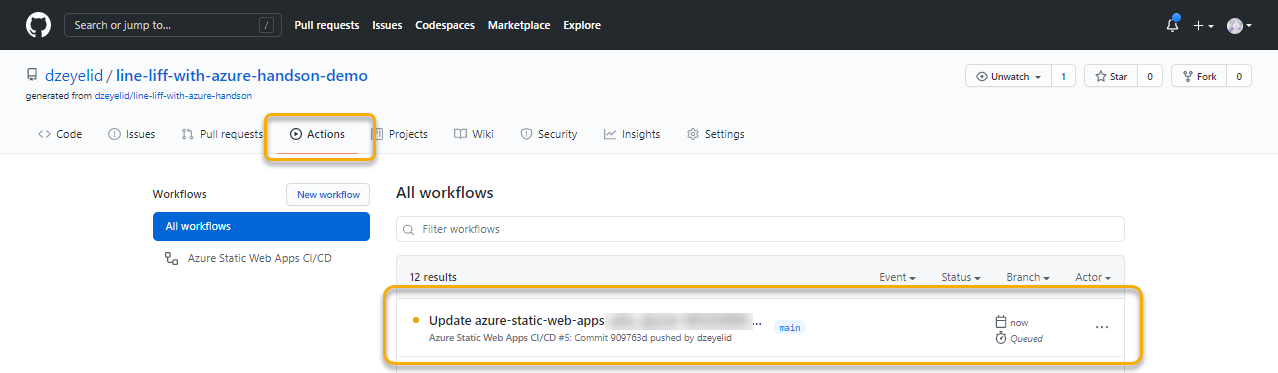 Search or jump to... / Pull requests Issues Codespaces Marketplace Explore
dzeyelid / line-liff-with-azure-handson-demo Unwatch 1 Star 0 Fork 0
generated from dzeyelid/line-liff-with-azure-handson
Code Issues Pull requests Actions Projects Wiki Security Insights Settings
Workflows New workflow All workflows
All workflows
Filter workflows
Azure Static Web Apps CI/CD
12 results Event Status Branch Actor
Update azure-static-web-apps ... main now
Azure Static Web Apps CI/CD #5: Commit 909763d pushed by dzeyelid Queued